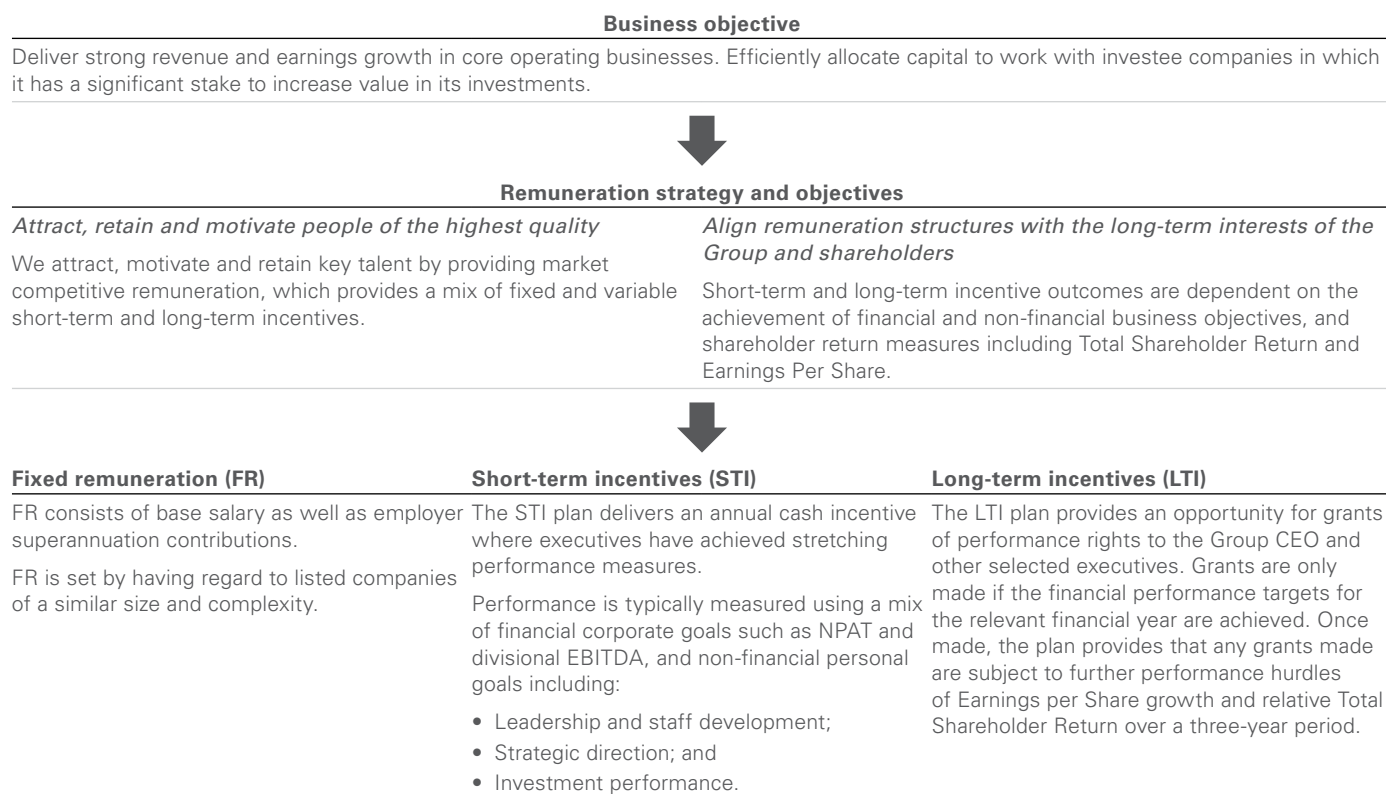 Business objective
Deliver strong revenue and earnings growth in core operating businesses. Efficiently allocate capital to work with investee companies in which
it has a significant stake to increase value in its investments.
Remuneration strategy and objectives
Attract, retain and motivate people of the highest quality
We attract, motivate and retain key talent by providing market
competitive remuneration, which provides a mix of fixed and variable
short-term and long-term incentives.
Align remuneration structures with the long-term interests of the
Group and shareholders
Short-term and long-term incentive outcomes are dependent on the
achievement of financial and non-financial business objectives, and
shareholder return measures including Total Shareholder Return and
Earnings Per Share.
Fixed remuneration (FR)
FR consists of base salary as well as employer
superannuation contributions.
FR is set by having regard to listed companies
of a similar size and complexity.
Short-term incentives (STI)
The STI plan delivers an annual cash incentive
where executives have achieved stretching
performance measures.
Performance is typically measured using a mix
of financial corporate goals such as NPAT and
divisional EBITDA, and non-financial personal
goals including:
• Leadership and staff development;
• Strategic direction; and
• Investment performance.
Long-term incentives (LTI)
The LTI plan provides an opportunity for grants
of performance rights to the Group CEO and
other selected executives. Grants are only
made if the financial performance targets for
the relevant financial year are achieved. Once
made, the plan provides that any grants made
are subject to further performance hurdles
of Earnings per Share growth and relative Total
Shareholder Return over a three-year period.